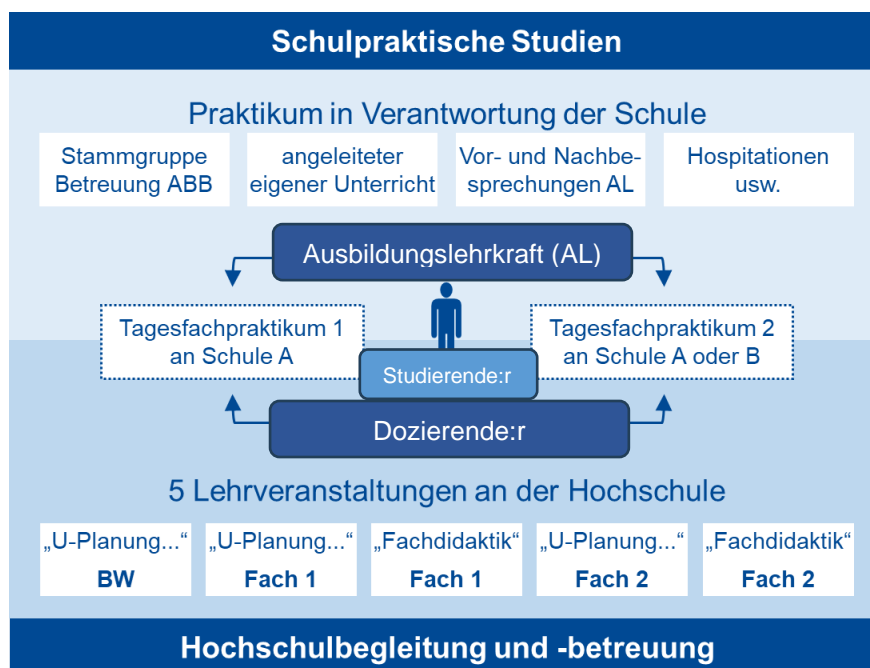 Schulpraktische Studien
Praktikum in Verantwortung der Schule
Stammgruppe
Betreuung ABB
angeleiteter
eigener Unterricht
Vor- und Nachbe-
sprechungen AL
Hospitationen
usw.
Ausbildungslehrkraft (AL)
Tagesfachpraktikum 1
an Schule A
Tagesfachpraktikum 2
an Schule A oder B
Studierende:r
Dozierende:r
5 Lehrveranstaltungen an der Hochschule
„U-Planung...“
BW
„U-Planung...“
Fach 1
„Fachdidaktik“
Fach 1
„U-Planung...“
Fach 2
„Fachdidaktik“
Fach 2
Hochschulbegleitung und -betreuung